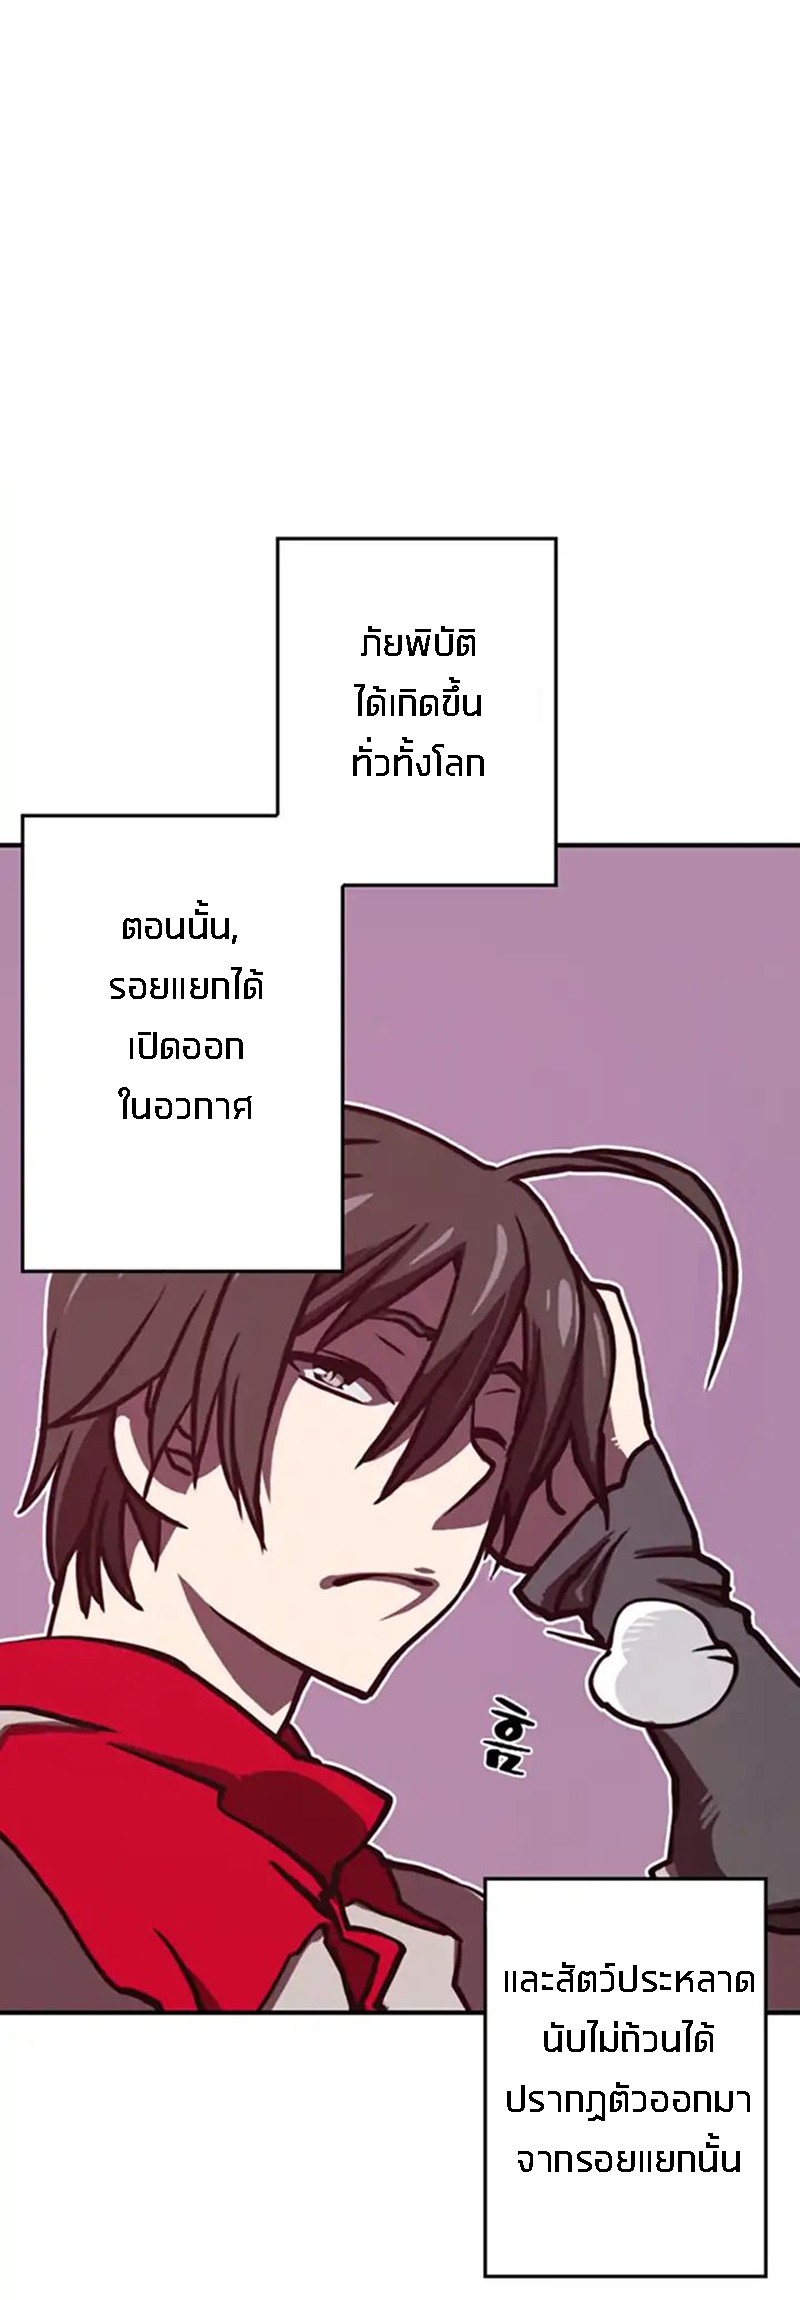 ภัยพิบัติ
ได้เกิดขึ้น
ทั่วทั้งโลก
ตอนนั้น,
รอยแยกได้
เปิดออก
ในอวกาศ
흠
และสัตว์ประหลาด
นับไม่ถ้วนได้
ปรากฏตัวออกมา
จากรอยแยกนั้น